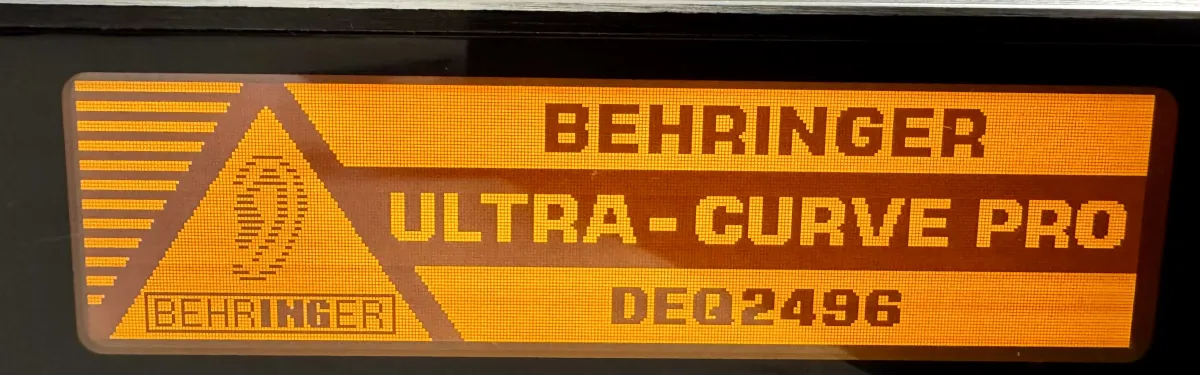 BEHRINGER
ULTRA-CURVE PRO
DEQ2496
BEHRINGER